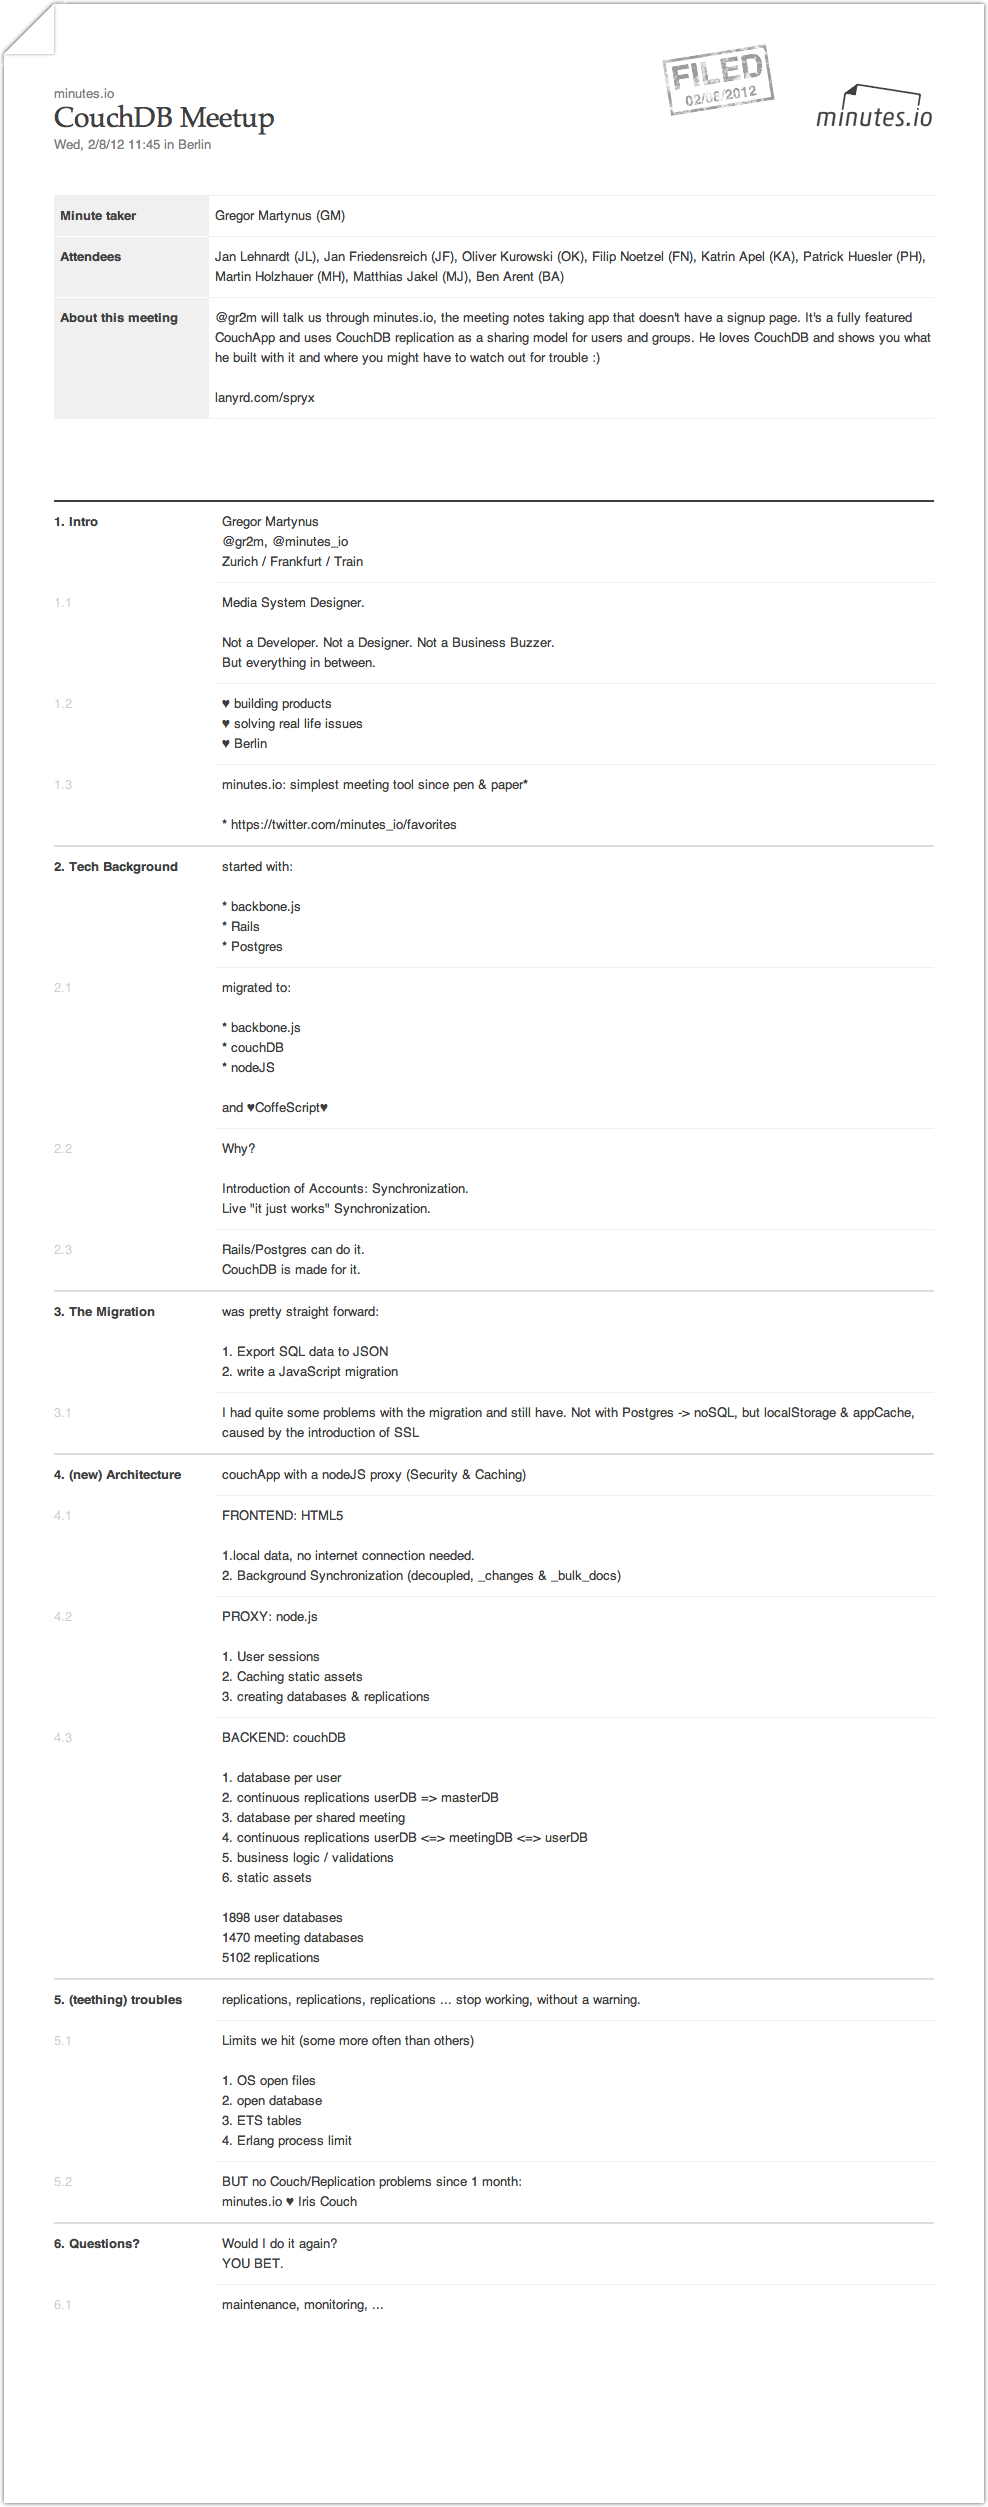 FILED
02/08/2012
minutes.io
minutes.io
CouchDB Meetup
Wed, 2/8/12 11:45 in Berlin
Minute taker
Gregor Martynus (GM)
Attendees
Jan Lehnardt (JL), Jan Friedensreich (JF), Oliver Kurowski (OK), Filip Noetzel (FN), Katrin Apel (KA), Patrick Huesler (PH),
Martin Holzhauer (MH), Matthias Jakel (MJ), Ben Arent (BA)
About this meeting
@gr2m will talk us through minutes.io, the meeting notes taking app that doesn't have a signup page. It's a fully featured
CouchApp and uses CouchDB replication as a sharing model for users and groups. He loves CouchDB and shows you what
he built with it and where you might have to watch out for trouble :)
lanyrd.com/spryx
1. Intro
Gregor Martynus
@gr2m, @minutes_io
Zurich / Frankfurt / Train
1.1
Media System Designer.
Not a Developer. Not a Designer. Not a Business Buzzer.
But everything in between.
1.2
♥ building products
♥ solving real life issues
♥ Berlin
1.3
minutes.io: simplest meeting tool since pen & paper*
* https://twitter.com/minutes_io/favorites
2. Tech Background
started with:
* backbone.js
* Rails
* Postgres
2.1
migrated to:
* backbone.js
* couchDB
* nodeJS
and ♥CoffeScript♥
2.2
Why?
Introduction of Accounts: Synchronization.
Live "it just works" Synchronization.
2.3
Rails/Postgres can do it.
CouchDB is made for it.
3. The Migration
was pretty straight forward:
1. Export SQL data to JSON
2. write a JavaScript migration
3.1
I had quite some problems with the migration and still have. Not with Postgres -> noSQL, but localStorage & appCache,
caused by the introduction of SSL
4. (new) Architecture
couchApp with a nodeJS proxy (Security & Caching)
4.1
FRONTEND: HTML5
1.local data, no internet connection needed.
2. Background Synchronization (decoupled, _changes & _bulk_docs)
4.2
PROXY: node.js
1. User sessions
2. Caching static assets
3. creating databases & replications
4.3
BACKEND: couchDB
1. database per user
2. continuous replications userDB => masterDB
3. database per shared meeting
4. continuous replications userDB <=> meetingDB <=> userDB
5. business logic / validations
6. static assets
1898 user databases
1470 meeting databases
5102 replications
5. (teething) troubles
replications, replications, replications ... stop working, without a warning.
5.1
Limits we hit (some more often than others)
1. OS open files
2. open database
3. ETS tables
4. Erlang process limit
5.2
BUT no Couch/Replication problems since 1 month:
minutes.io ♥ Iris Couch
6. Questions?
Would I do it again?
YOU BET.
6.1
maintenance, monitoring, ...